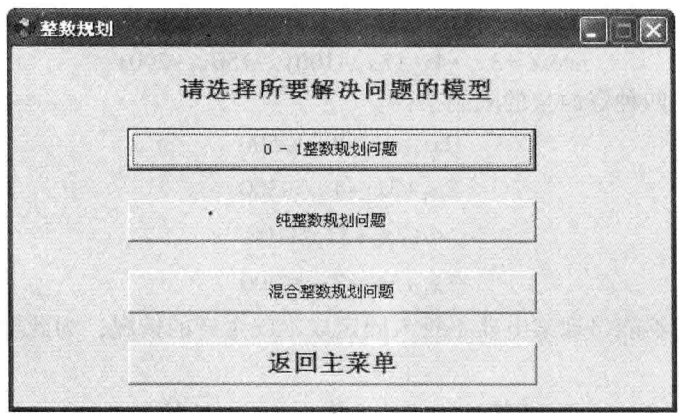 整数规划
请选择所要解决问题的模型
0 - 1整数规划问题
纯整数规划问题
混合整数规划问题
返回主菜单